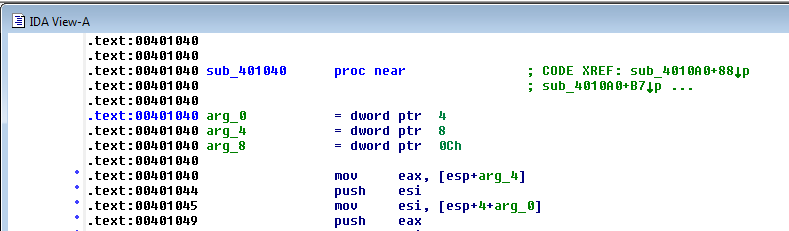 IDA View-A
.text:00401040
.text:00401040
.text:00401040 sub_401040 proc near ; CODE XREF: sub_4010A0+88↓p
.text:00401040 ; sub_4010A0+B7↓p ...
.text:00401040
.text:00401040 arg_0 = dword ptr 4
.text:00401040 arg_4 = dword ptr 8
.text:00401040 arg_8 = dword ptr 0Ch
.text:00401040
.text:00401040 mov eax, [esp+arg_4]
.text:00401044 push esi
.text:00401045 mov esi, [esp+4+arg_0]
.text:00401049 push eax